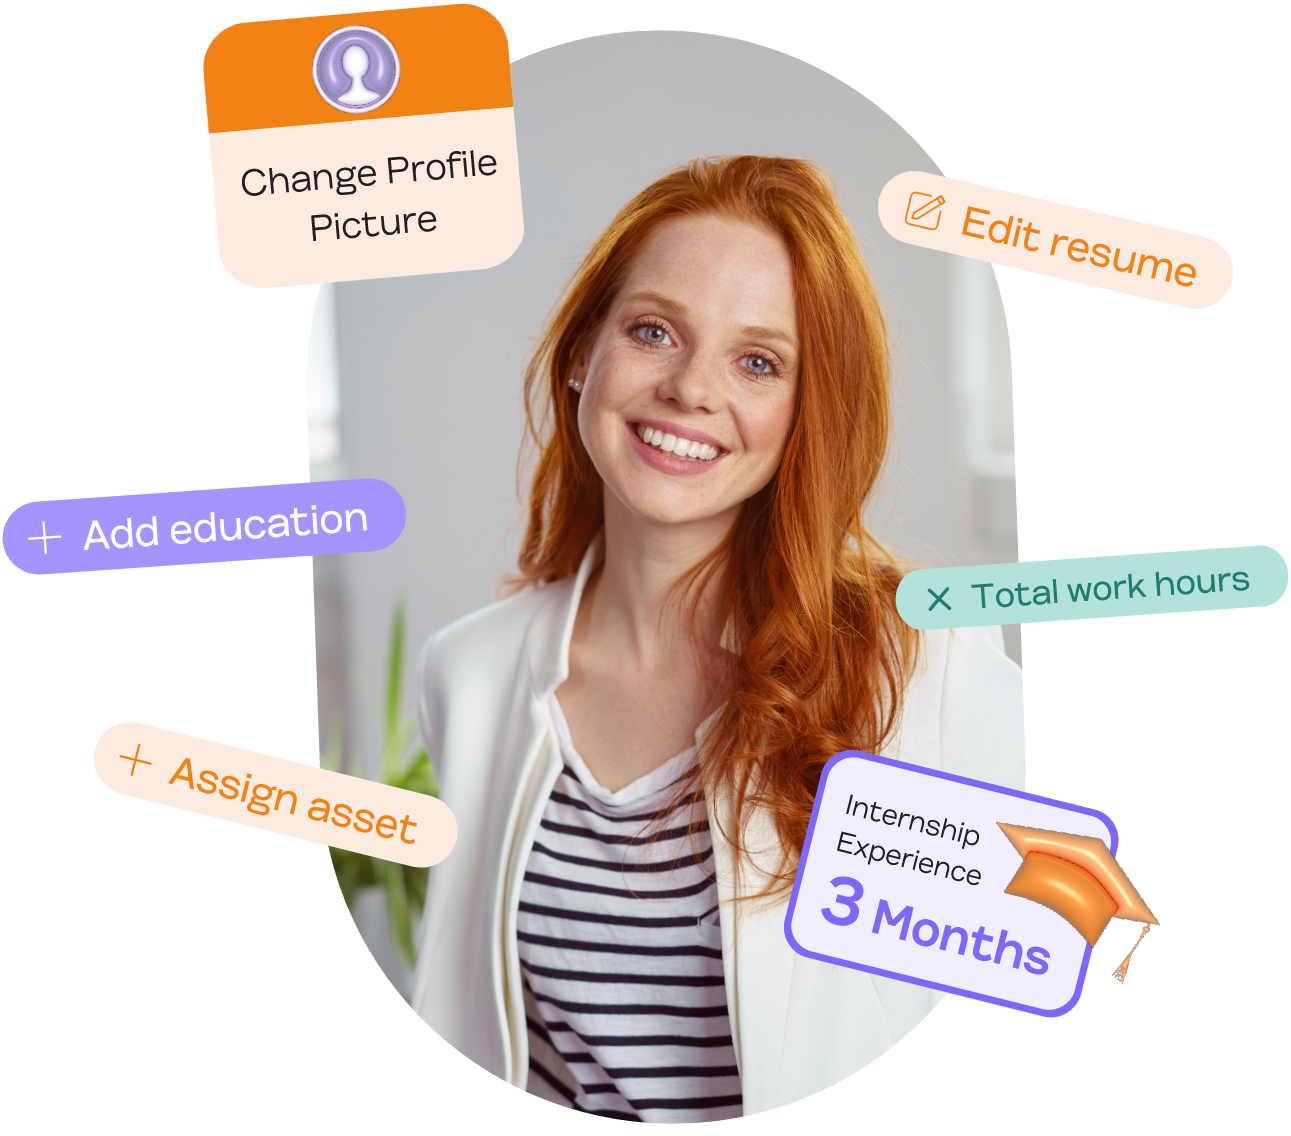 Change Profile
Picture
Edit resume
Add education
Total work hours
Assign asset
Internship
Experience
3 Months